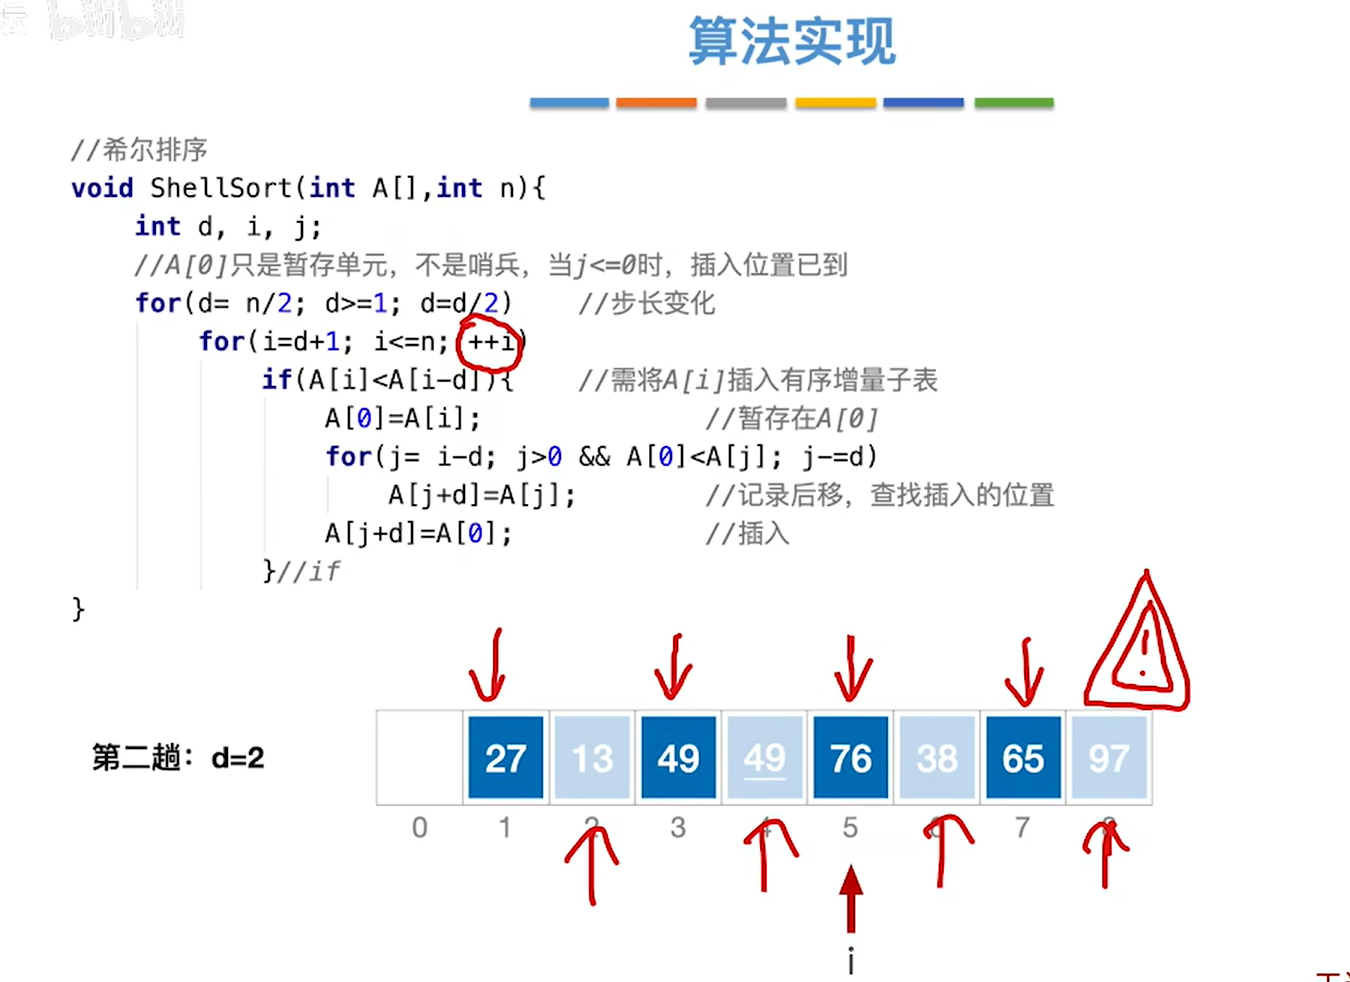 算法实现
//希尔排序
void ShellSort(int A[],int n){
int d, i, j;
//A[0]只是暂存单元，不是哨兵，当j<=0时，插入位置已到
for(d= n/2; d>=1; d=d/2) //步长变化
for(i=d+1; i<=n; ++i)
if(A[i]<A[i-d]){ //需将A[i]插入有序增量子表
A[0]=A[i]; //暂存在A[0]
for(j= i-d; j>0 && A[0]<A[j]; j-=d)
A[j+d]=A[j]; //记录后移，查找插入的位置
A[j+d]=A[0]; //插入
}//if
}
第二趟：d=2 27 13 49 49 76 38 65 97
0 1 2 3 4 5 6 7 8
i